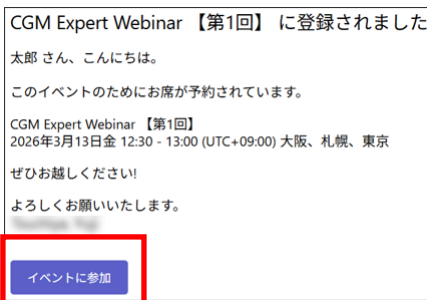 CGM Expert Webinar 【第1回】 に登録されました
太郎 さん、こんにちは。
このイベントのためにお席が予約されています。
CGM Expert Webinar 【第1回】
2026年3月13日金 12:30 - 13:00 (UTC+09:00) 大阪、札幌、東京
ぜひお越しください!
よろしくお願いいたします。
イベントに参加